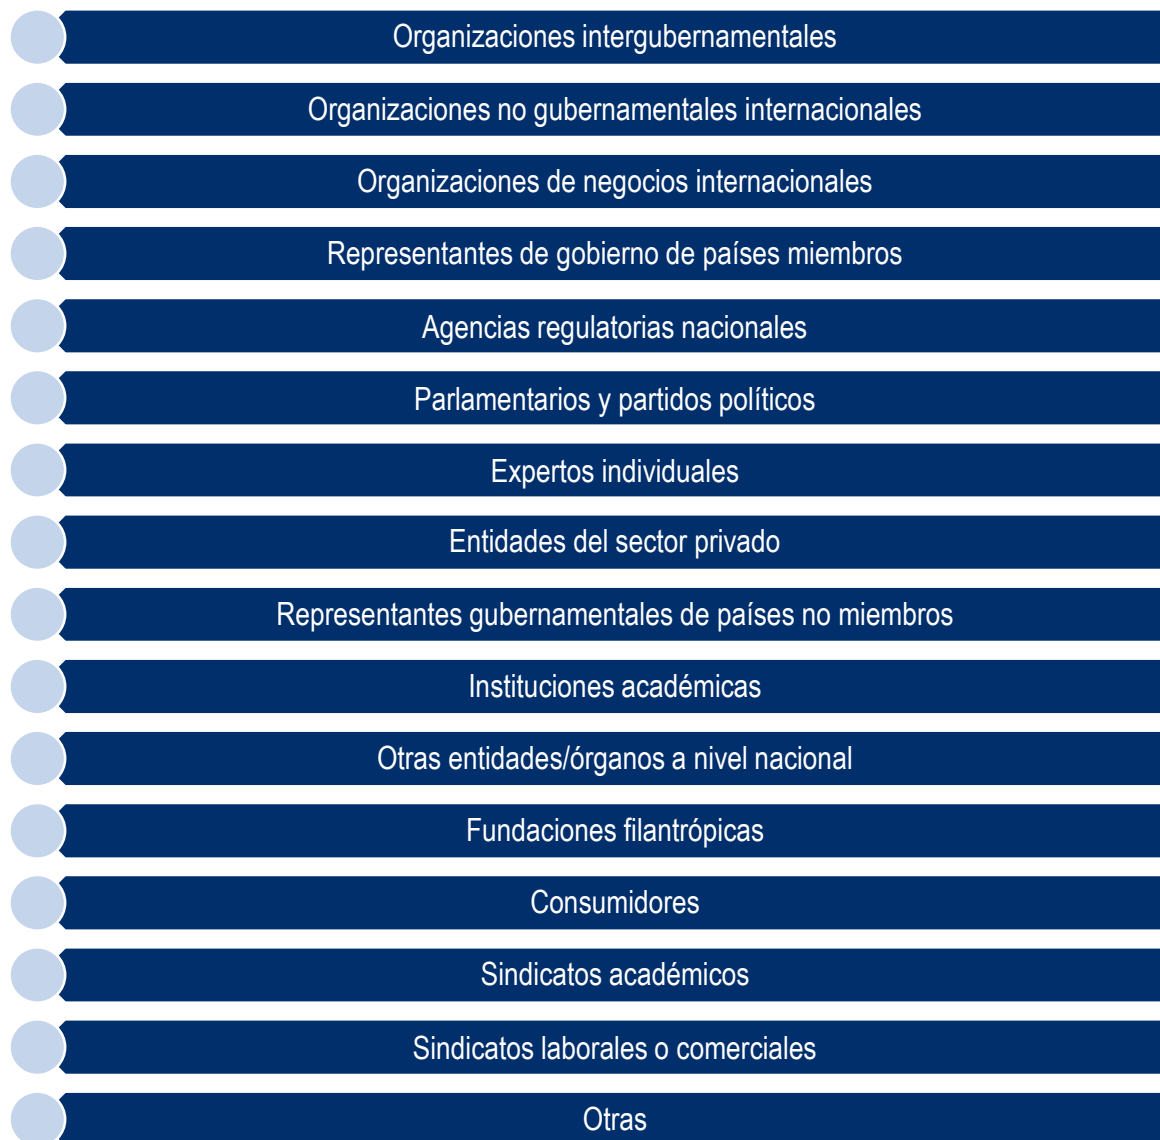 Organizaciones intergubernamentales
Organizaciones no gubernamentales internacionales
Organizaciones de negocios internacionales
Representantes de gobierno de países miembros
Agencias regulatorias nacionales
Parlamentarios y partidos políticos
Expertos individuales
Entidades del sector privado
Representantes gubernamentales de países no miembros
Instituciones académicas
Otras entidades/órganos a nivel nacional
Fundaciones filantrópicas
Consumidores
Sindicatos académicos
Sindicatos laborales o comerciales
Otras